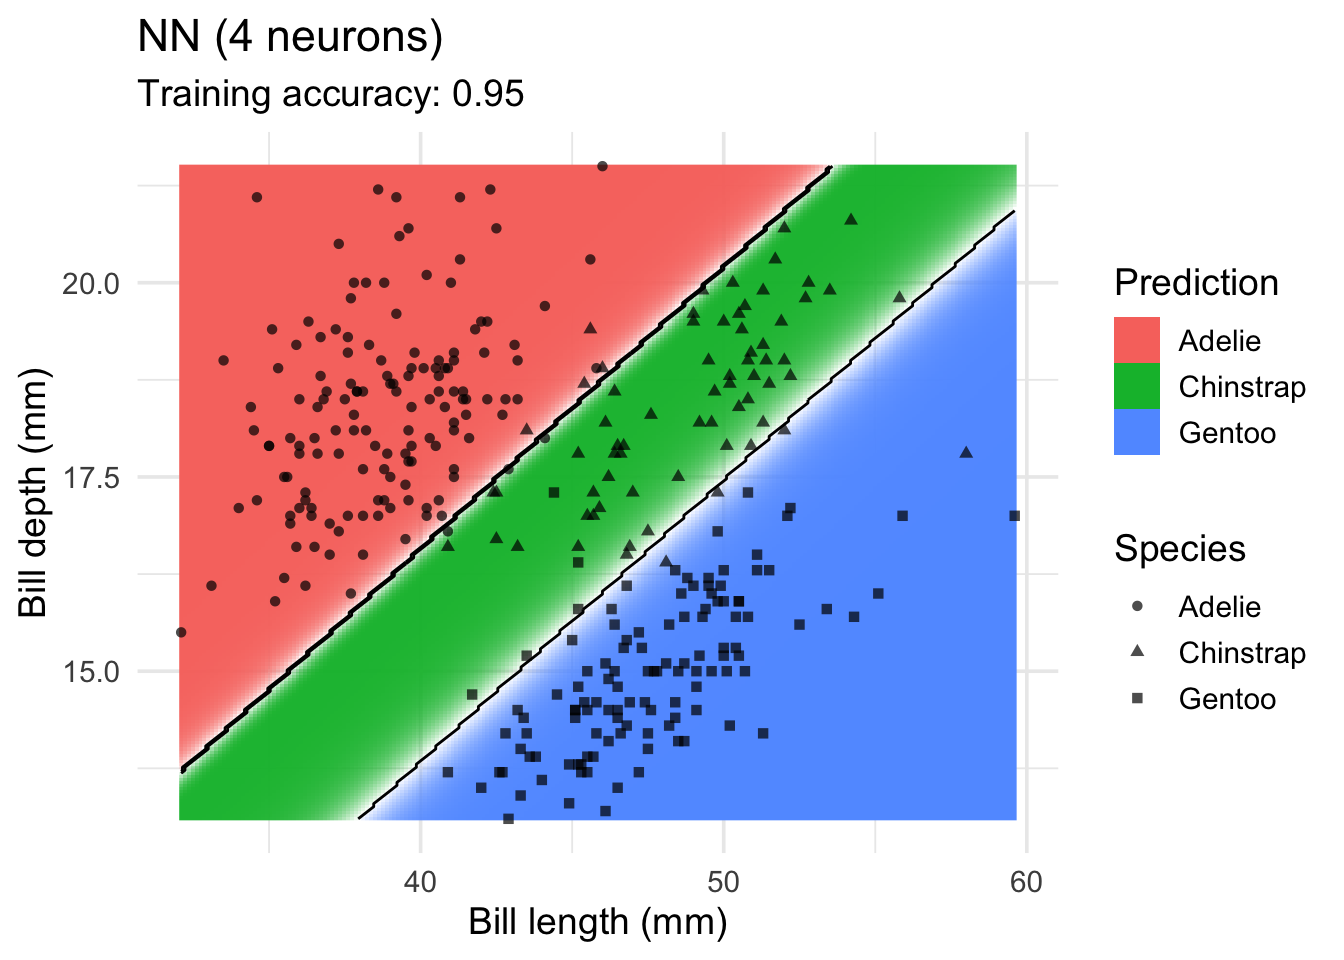 NN (4 neurons)
Training accuracy: 0.95
20.0
17.5
15.0
Bill depth (mm)
40
50
60
Bill length (mm)
Prediction
Adelie
Chinstrap
Gentoo
Species
Adelie
Chinstrap
Gentoo